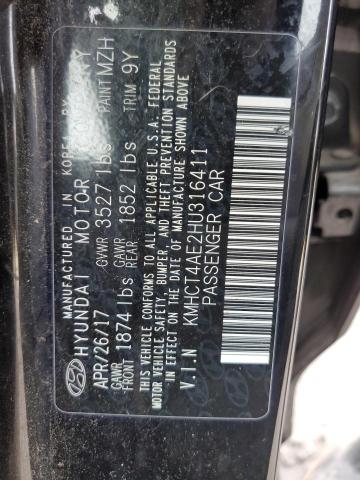 MANUFACTURED IN KOREA BY
HYUNDAI MOTOR
APR/26/17 GVWR 3527 lbs PAINT MZH
GAWR FRONT 1874 lbs GAWR REAR 1852 lbs TRIM 9Y
THIS VEHICLE CONFORMS TO ALL APPLICABLE U.S.A. FEDERAL
MOTOR VEHICLE SAFETY, BUMPER, AND THEFT PREVENTION STANDARDS
IN EFFECT ON THE DATE OF MANUFACTURE SHOWN ABOVE
V.I.N KMHCT4AE2HU316411
PASSENGER CAR